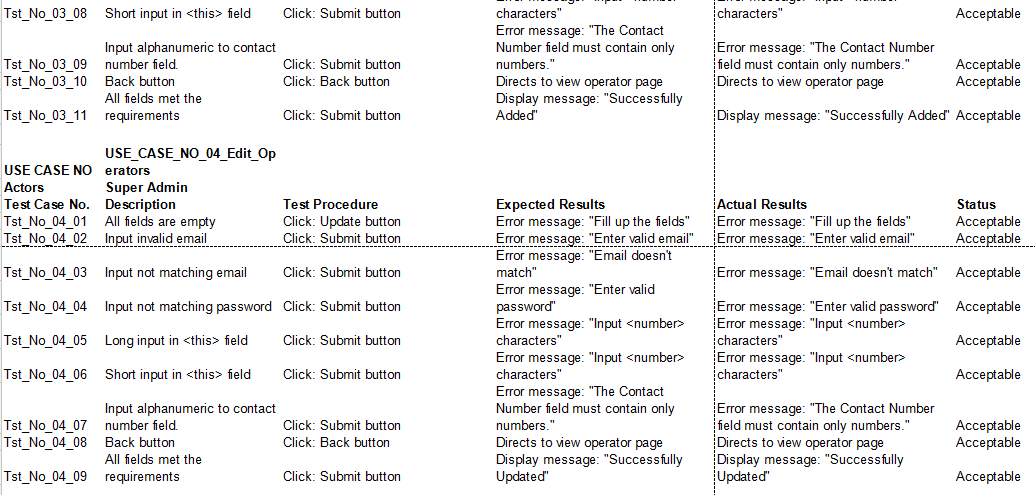 Error message: "Input <number> Error message: "Input <number>
Tst_No_03_08 Short input in <this> field Click: Submit button characters" characters" Acceptable
Error message: "The Contact
Input alphanumeric to contact Number field must contain only Error message: "The Contact Number
Tst_No_03_09 number field. Click: Submit button numbers." field must contain only numbers." Acceptable
Tst_No_03_10 Back button Click: Back button Directs to view operator page Directs to view operator page Acceptable
All fields met the Display message: "Successfully
Tst_No_03_11 requirements Click: Submit button Added" Display message: "Successfully Added" Acceptable
USE_CASE_NO_04_Edit_Op
USE CASE NO erators
Actors Super Admin
Test Case No. Description Test Procedure Expected Results Actual Results Status
Tst_No_04_01 All fields are empty Click: Update button Error message: "Fill up the fields" Error message: "Fill up the fields" Acceptable
Tst_No_04_02 Input invalid email Click: Submit button Error message: "Enter valid email" Error message: "Enter valid email" Acceptable
Error message: "Email doesn't
Tst_No_04_03 Input not matching email Click: Submit button match" Error message: "Email doesn't match" Acceptable
Error message: "Enter valid
Tst_No_04_04 Input not matching password Click: Submit button password" Error message: "Enter valid password" Acceptable
Error message: "Input <number> Error message: "Input <number>
Tst_No_04_05 Long input in <this> field Click: Submit button characters" characters" Acceptable
Error message: "Input <number> Error message: "Input <number>
Tst_No_04_06 Short input in <this> field Click: Submit button characters" characters" Acceptable
Error message: "The Contact
Input alphanumeric to contact Number field must contain only Error message: "The Contact Number
Tst_No_04_07 number field. Click: Submit button numbers." field must contain only numbers." Acceptable
Tst_No_04_08 Back button Click: Back button Directs to view operator page Directs to view operator page Acceptable
All fields met the Display message: "Successfully Display message: "Successfully
Tst_No_04_09 requirements Click: Submit button Updated" Updated" Acceptable